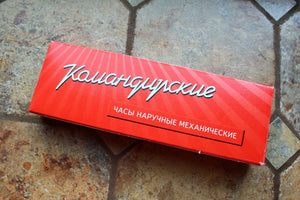 Командирские
ЧАСЫ НАРУЧНЫЕ МЕХАНИЧЕСКИЕ